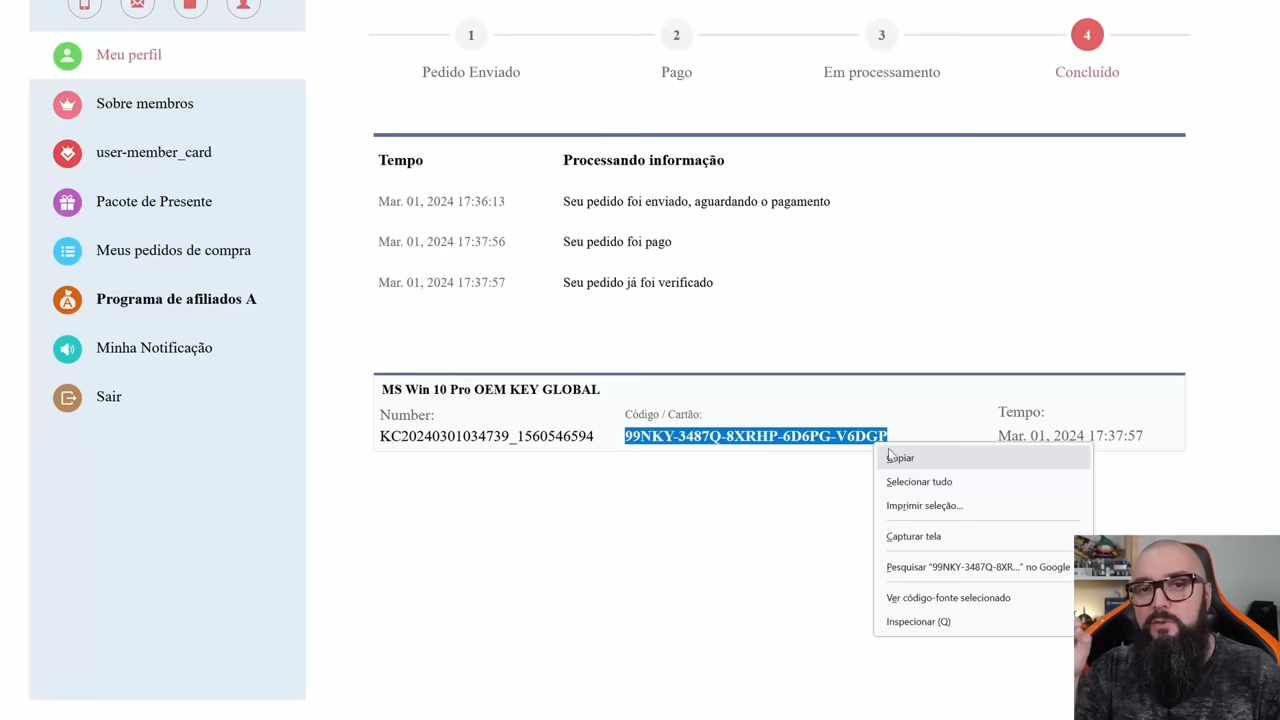 1
2
3
4
Pedido Enviado
Pago
Em processamento
Concluído
Meu perfil
Sobre membros
user-member_card
Pacote de Presente
Meus pedidos de compra
Programa de afiliados A
Minha Notificação
Sair
Tempo
Processando informação
Mar. 01, 2024 17:36:13
Seu pedido foi enviado, aguardando o pagamento
Mar. 01, 2024 17:37:56
Seu pedido foi pago
Mar. 01, 2024 17:37:57
Seu pedido já foi verificado
MS Win 10 Pro OEM KEY GLOBAL
Number:
Código / Cartão:
Tempo:
KC20240301034739_1560546594
99NKY-3487Q-8XRHP-6D6PG-V6DGP
Mar. 01, 2024 17:37:57
Copiar
Selecionar tudo
Imprimir seleção...
Capturar tela
Pesquisar "99NKY-3487Q-8XR..." no Google
Ver código-fonte selecionado
Inspecionar (Q)